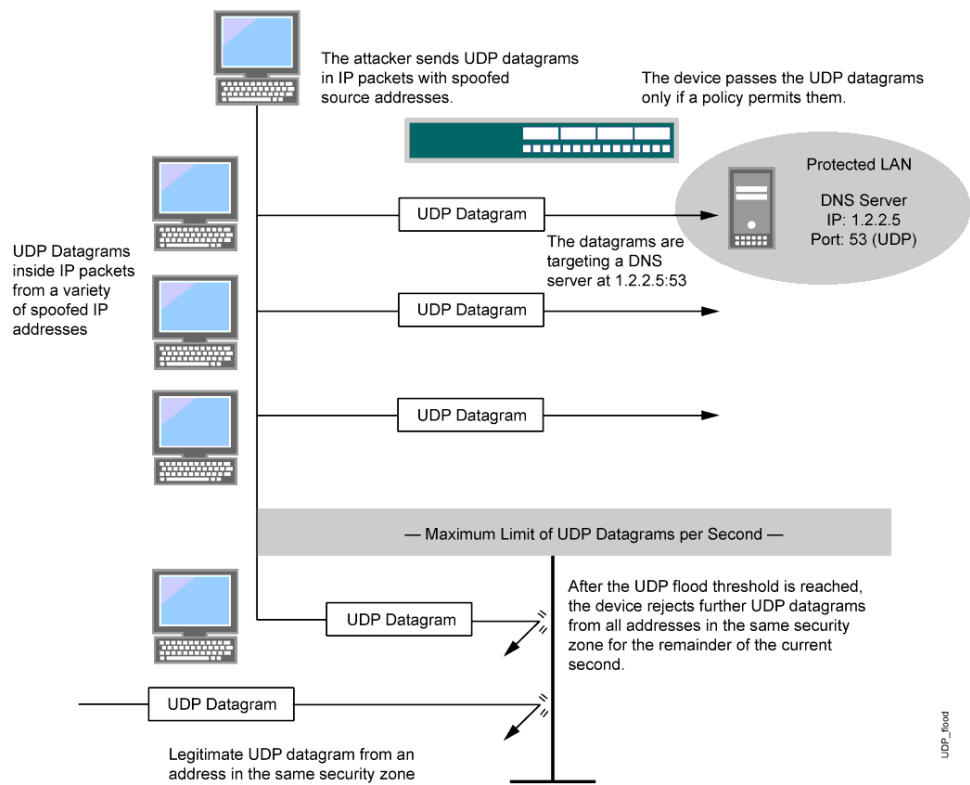 The attacker sends UDP datagrams
in IP packets with spoofed
source addresses.
The device passes the UDP datagrams
only if a policy permits them.
Protected LAN
DNS Server
IP: 1.2.2.5
Port: 53 (UDP)
UDP Datagram
UDP Datagrams
inside IP packets
from a variety
of spoofed IP
addresses
The datagrams are
targeting a DNS
server at 1.2.2.5:53
UDP Datagram
UDP Datagram
— Maximum Limit of UDP Datagrams per Second —
After the UDP flood threshold is reached,
the device rejects further UDP datagrams
from all addresses in the same security
zone for the remainder of the current
second.
UDP Datagram
UDP Datagram
Legitimate UDP datagram from an
address in the same security zone
UDP_flood